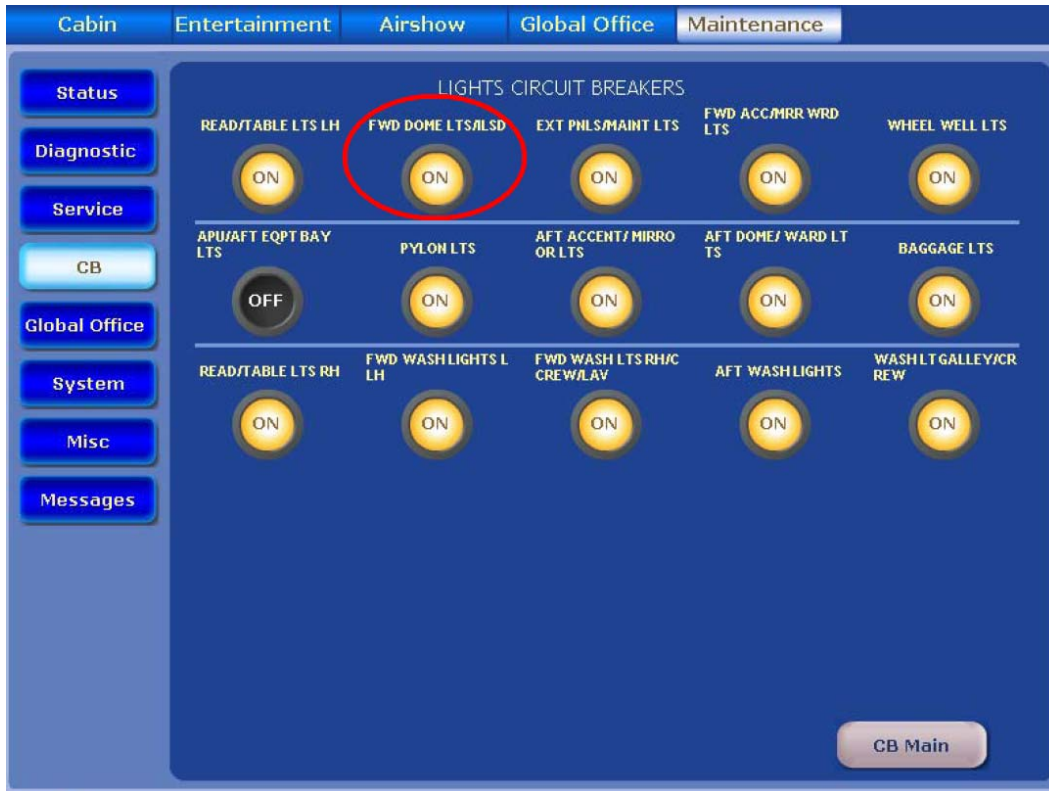 Cabin Entertainment Airshow Global Office Maintenance
Status
Diagnostic
Service
CB
Global Office
System
Misc
Messages
LIGHTS CIRCUIT BREAKERS
READ/TABLE LTS LH
FWD DOME LTS/ILSD
EXT PNLS/MAINT LTS
FWD ACC/MRR WRD
LTS
WHEEL WELL LTS
ON
ON
ON
ON
ON
APU/AFT EQPT BAY
LTS
PYLON LTS
AFT ACCENT/ MIRRO
OR LTS
AFT DOME/ WARD LT
TS
BAGGAGE LTS
OFF
ON
ON
ON
ON
READ/TABLE LTS RH
FWD WASH LIGHTS L
LH
FWD WASH LTS RH/C
CREW/LAV
AFT WASH LIGHTS
WASH LT GALLEY/CR
REW
ON
ON
ON
ON
ON
CB Main